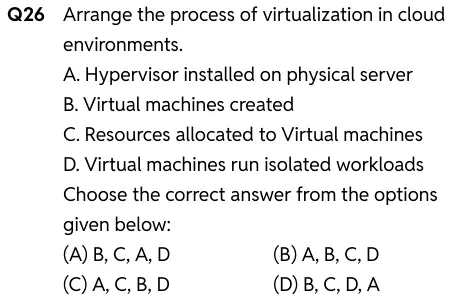 Q26 Arrange the process of virtualization in cloud
environments.
A. Hypervisor installed on physical server
B. Virtual machines created
C. Resources allocated to Virtual machines
D. Virtual machines run isolated workloads
Choose the correct answer from the options
given below:
(A) B, C, A, D (B) A, B, C, D
(C) A, C, B, D (D) B, C, D, A